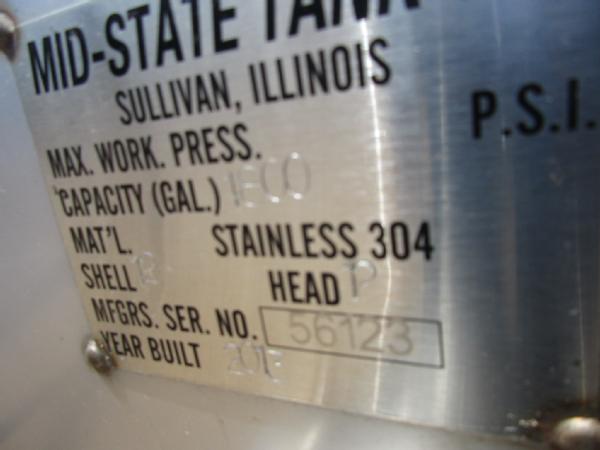 MID-STATE TANK
SULLIVAN, ILLINOIS
MAX. WORK. PRESS. P.S.I.
CAPACITY (GAL.)
MAT'L. STAINLESS 304
SHELL HEAD
MFGRS. SER. NO. 56123
YEAR BUILT